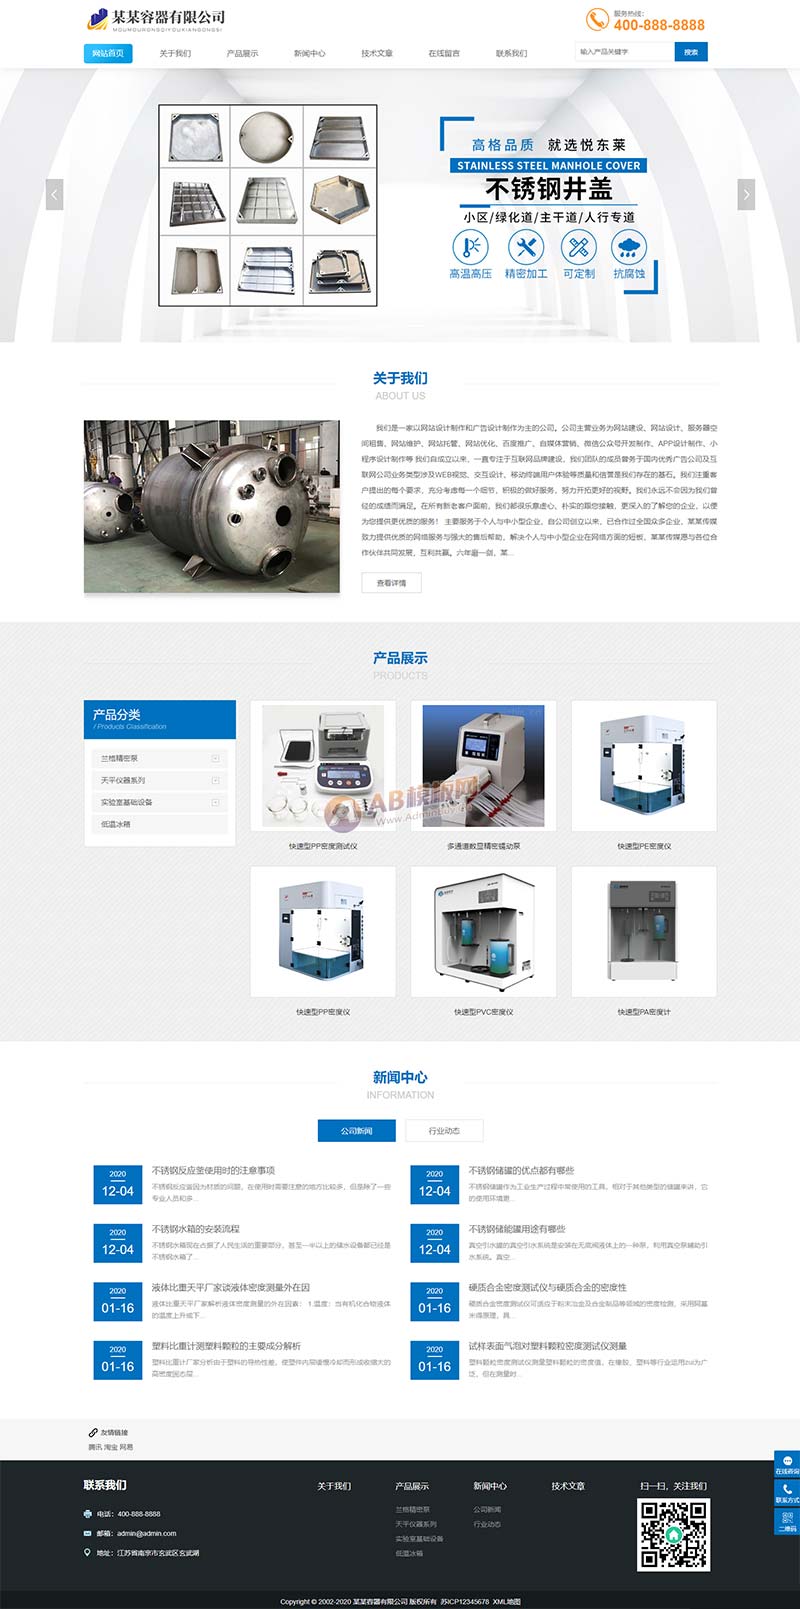 某某容器有限公司
MOUMOURONGQIYOUXIANGONGSI
服务热线：
400-888-8888
网站首页 关于我们 产品展示 新闻中心 技术文章 在线留言 联系我们
输入产品关键字 搜索
高格品质 就选悦东莱
STAINLESS STEEL MANHOLE COVER
不锈钢井盖
小区/绿化道/主干道/人行专道
高温高压 精密加工 可定制 抗腐蚀
关于我们
ABOUT US
我们是一家以网站设计制作和广告设计制作为主的公司。公司主营业务为网站建设、网站设计、服务器空
间租售、网站维护、网站托管、网站优化、百度推广、自媒体营销、微信公众号开发制作、APP设计制作、小
程序设计制作等 我们自成立以来，一直专注于互联网品牌建设，我们团队的成员曾务于国内优秀广告公司及互
联网公司业务类型涉及WEB视觉、交互设计、移动终端用户体验等质量和信誉是我们存在的基石。我们注重客
户提出的每个要求，充分考虑每一个细节，积极的做好服务，努力开拓更好的视野。我们永远不会因为我们曾
经的成绩而满足。在所有新老客户面前，我们都很乐意虚心、朴实的跟您接触，更深入的了解您的企业，以便
为您提供更优质的服务！ 主要服务于个人与中小型企业，自公司创立以来，已合作过全国众多企业，某某传媒
致力提供优质的网络服务与强大的售后帮助，解决个人与中小型企业在网络方面的短板，某某传媒愿与各位合
作伙伴共同发展，互利共赢。六年磨一剑，某...
查看详情
产品展示
PRODUCTS
产品分类
/ Products Classification
兰格精密泵
天平仪器系列
实验室基础设备
低温冰箱
AB模版网
Www.AdminBuy.Cn
快速型PP密度测试仪 多通道数显精密蠕动泵 快速型PE密度仪
快速型PP密度仪 快速型PVC密度仪 快速型PA密度计
新闻中心
INFORMATION
公司新闻 行业动态
2020
12-04
不锈钢反应釜使用时的注意事项
不锈钢反应釜因为材质的问题，在使用时需要注意的地方比较多，但是除了一些
专业人员和多...
2020
12-04
不锈钢储罐的优点都有哪些
不锈钢储罐作为工业生产过程中常使用的工具，相对于其他类型的储罐来讲，它
的使用环境更...
2020
12-04
不锈钢水箱的安装流程
不锈钢水箱现在占据了人民生活的重要部分，甚至一半以上的储水设备都已经是
不锈钢水箱了...
2020
12-04
不锈钢储能罐用途有哪些
真空引水罐的真空引水系统是安装在无底阀液体上的一种泵，利用真空泵辅助引
水系统。真空...
2020
01-16
液体比重天平厂家谈液体密度测量外在因
液体比重天平厂家解析液体密度测量的外在因素： 1.温度：当有机化合物液体
的温度上升或下...
2020
01-16
硬质合金密度测试仪与硬质合金的密度性
硬质合金密度测试仪可适应于粉末冶金及合金制品等领域的密度检测，采用阿基
米得原理，具...
2020
01-16
塑料比重计测塑料颗粒的主要成分解析
塑料比重计厂家分析由于塑料的导热性差，使塑件内层缓慢冷却而形成收缩大的
高密度固态层...
2020
01-16
试样表面气泡对塑料颗粒密度测试仪测量
塑料颗粒密度测试仪测量塑料颗粒的密度值，在橡胶、塑料等行业运用zui为广
泛，但在测量时...
友情链接
腾讯 淘宝 网易
在线咨询
联系方式
二维码
联系我们
电话：400-888-8888
邮箱：admin@admin.com
地址：江苏省南京市玄武区玄武湖
关于我们
产品展示
兰格精密泵
天平仪器系列
实验室基础设备
低温冰箱
新闻中心
公司新闻
行业动态
技术文章
扫一扫，关注我们
Copyright © 2002-2020 某某容器有限公司 版权所有 苏ICP12345678 XML地图